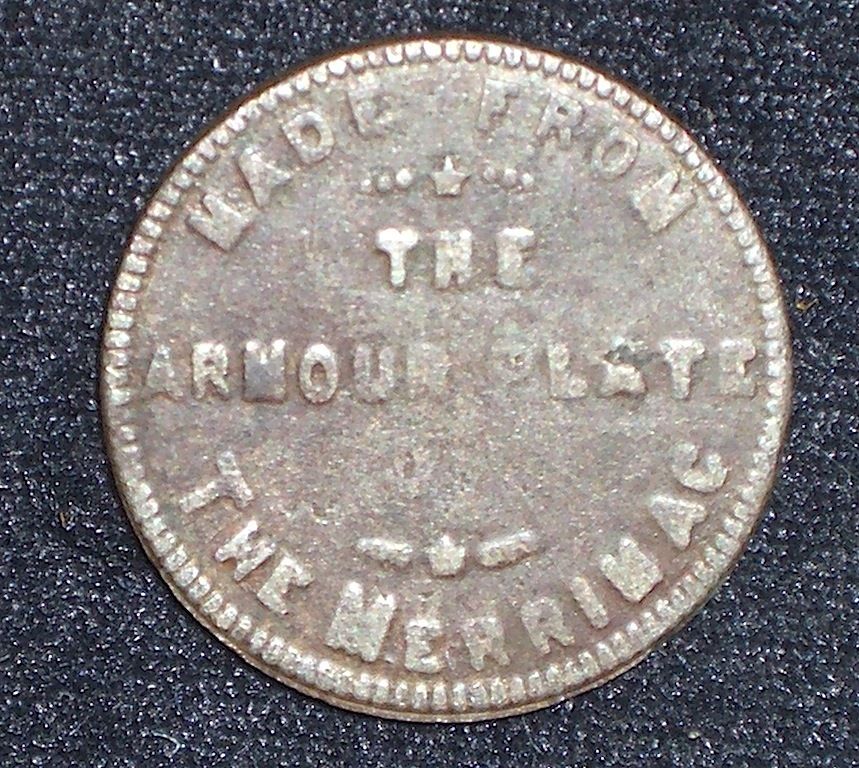 MADE FROM
THE
ARMOUR PLATE
THE MERRIMAC